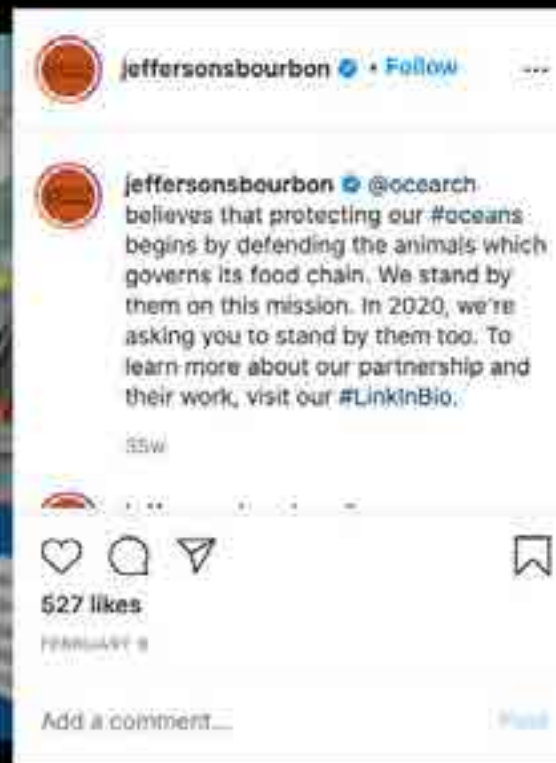 jeffersonsbourbon • Follow
jeffersonsbourbon @ocearch
believes that protecting our #oceans
begins by defending the animals which
governs its food chain. We stand by
them on this mission. In 2020, we're
asking you to stand by them too. To
learn more about our partnership and
their work, visit our #LinkInBio.
35w
527 likes
Add a comment...
Post